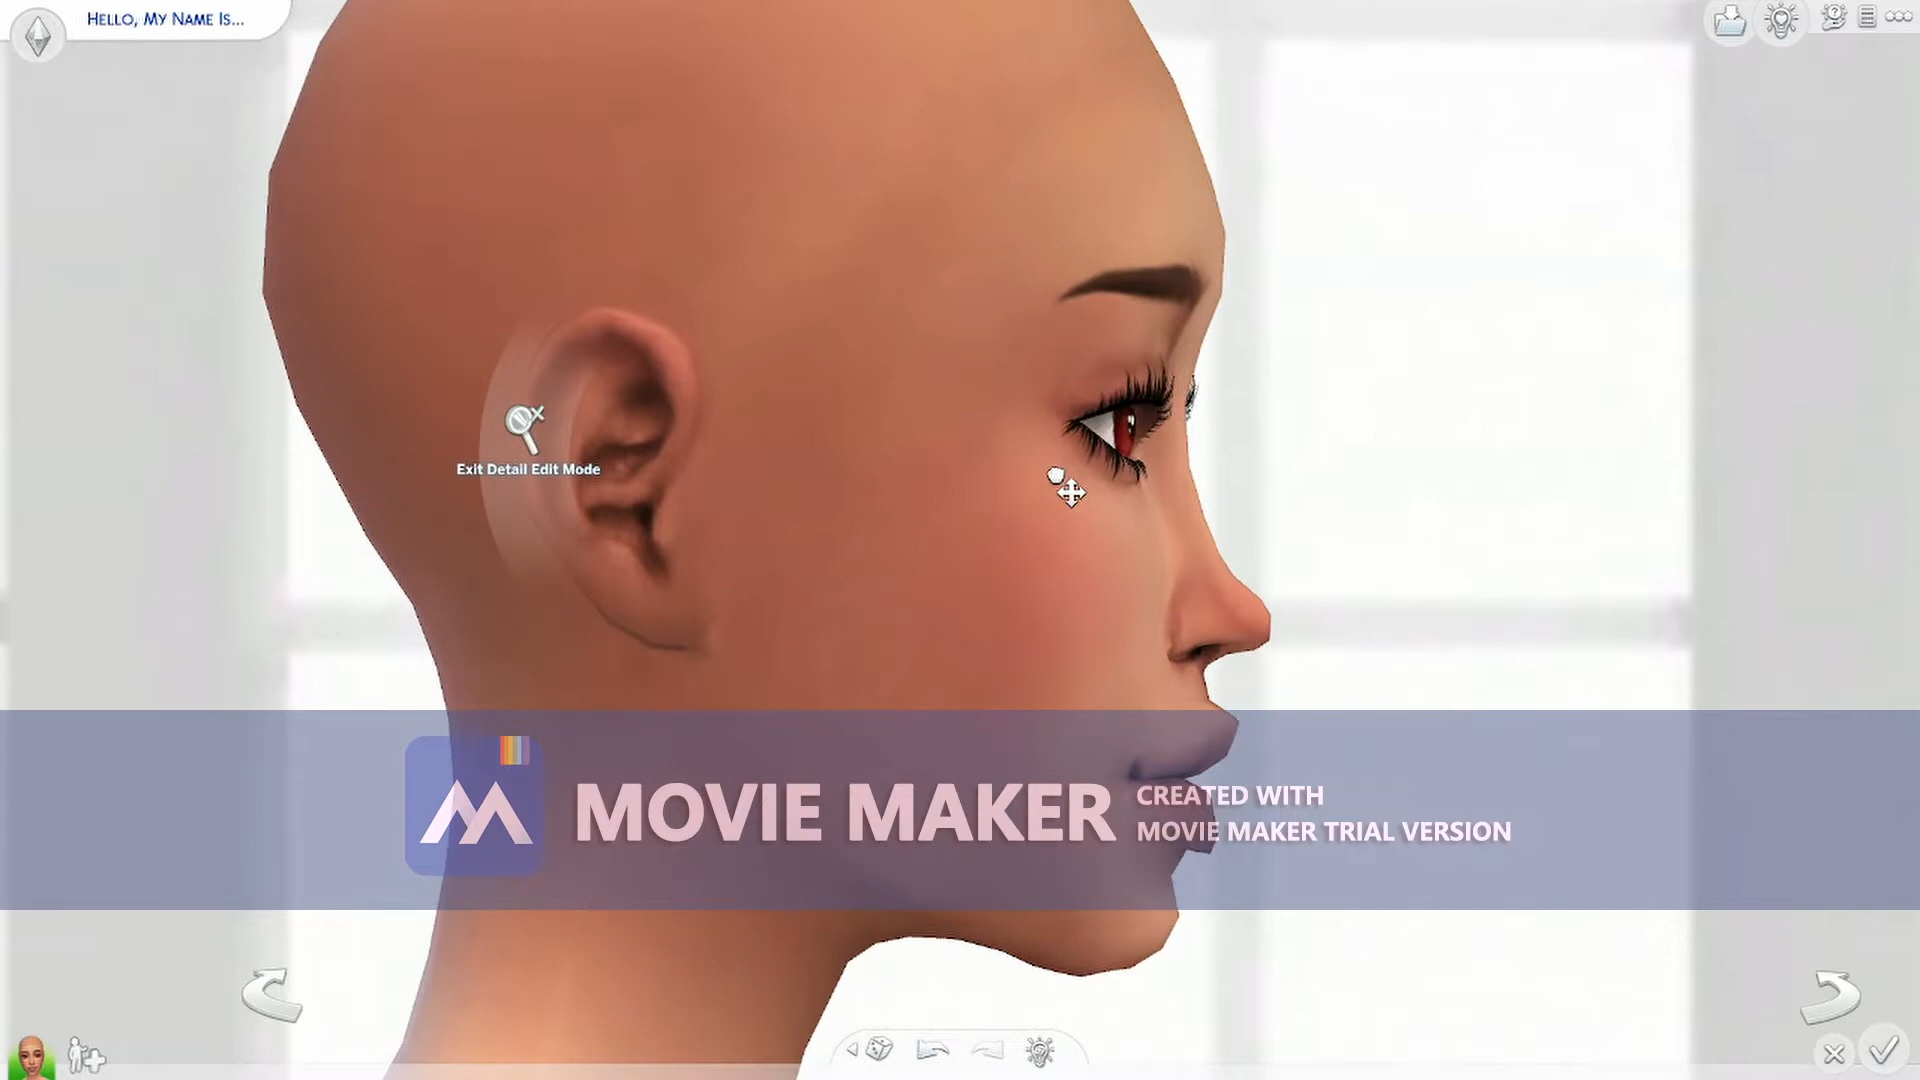 Hello, My Name Is...
Exit Detail Edit Mode
MOVIE MAKER
CREATED WITH
MOVIE MAKER TRIAL VERSION